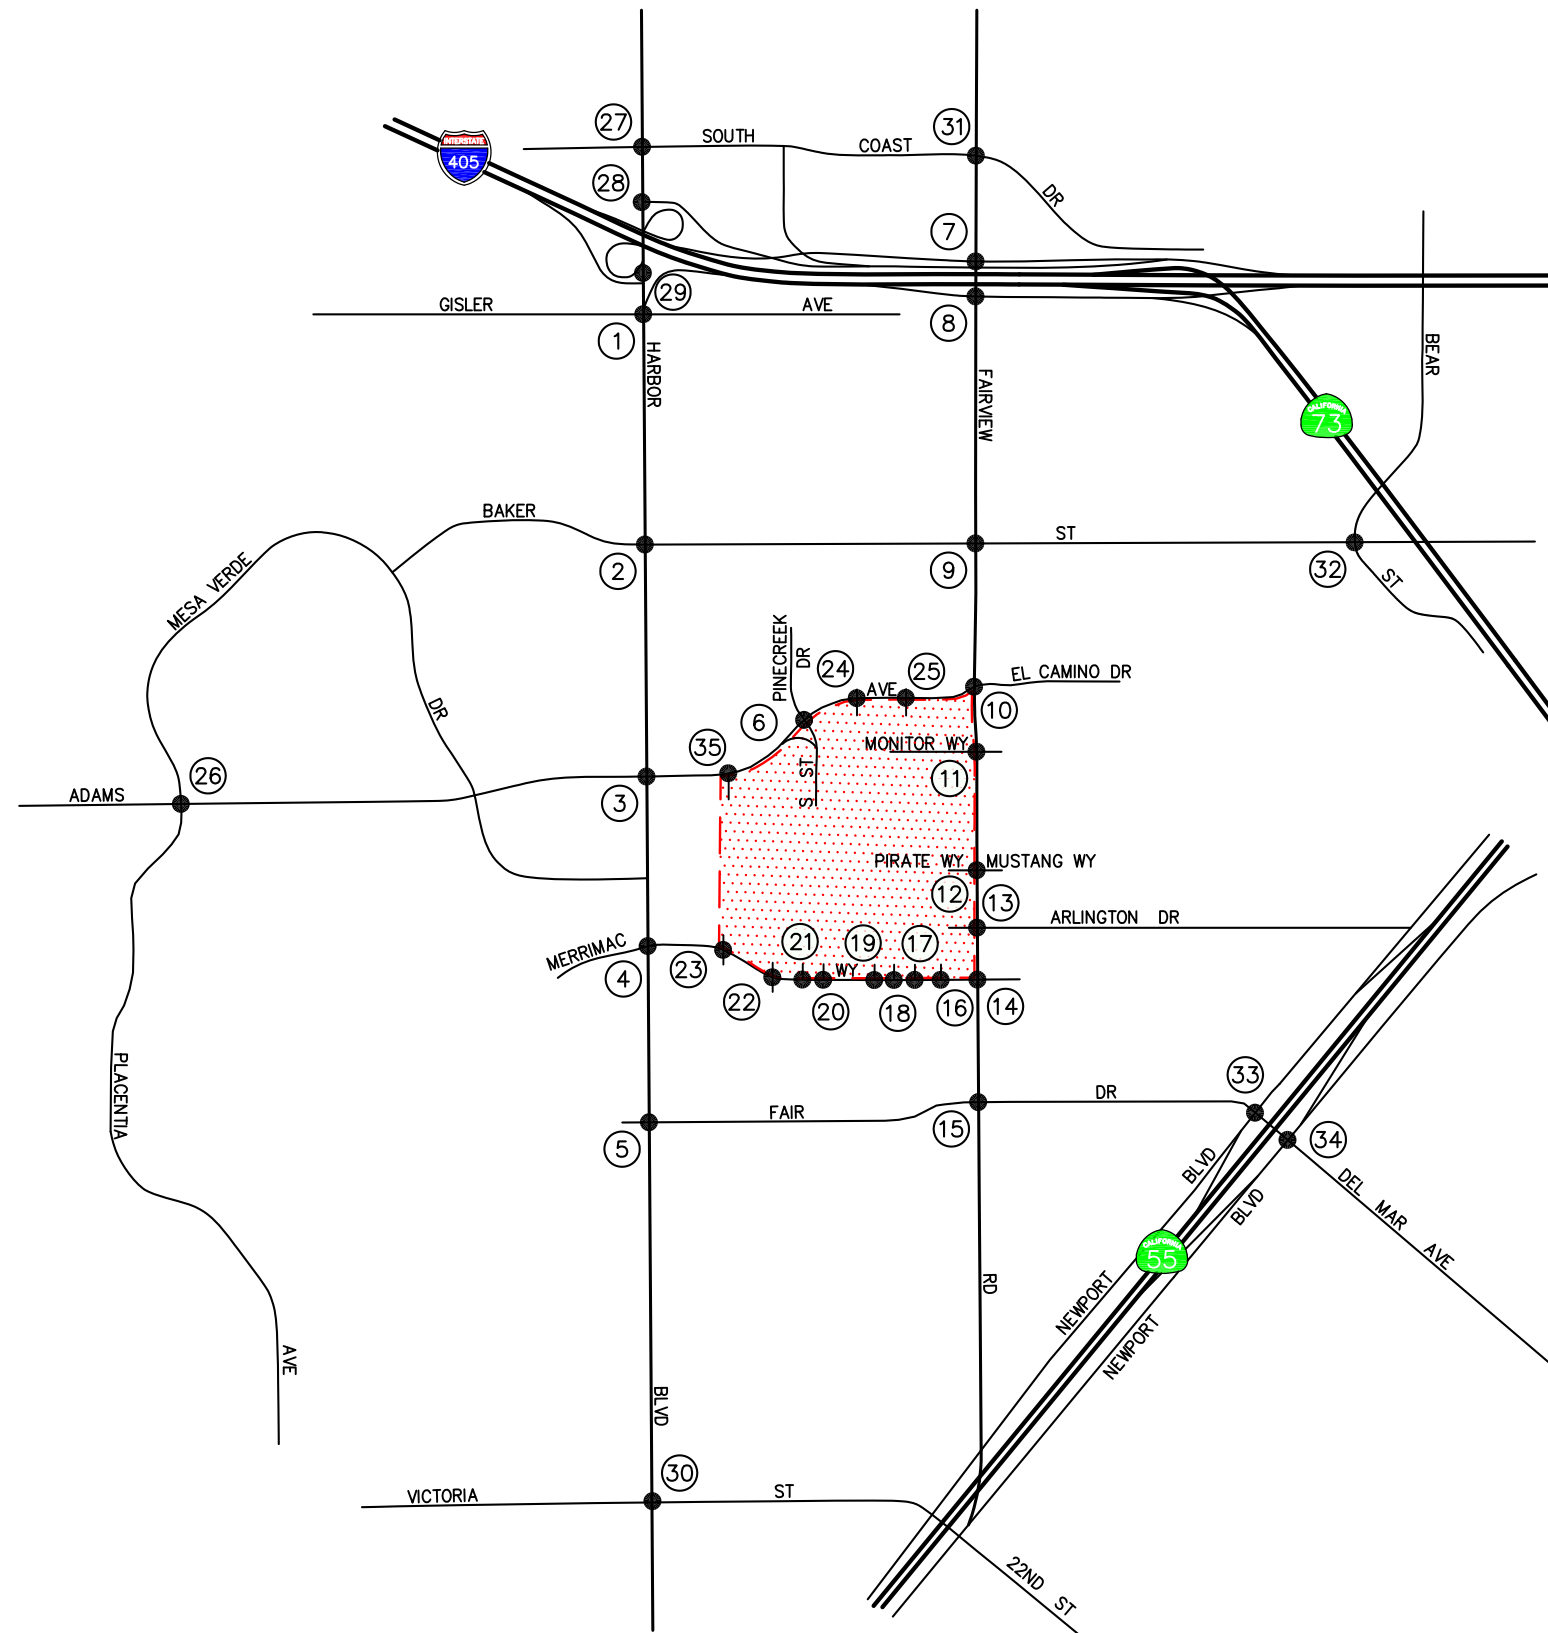 27
31
SOUTH
COAST
INTERSTATE
405
28
DR
7
29
GISLER
AVE
8
1
HARBOR
BEAR
FAIRVIEW
CALIFORNIA
73
BAKER
ST
2
9
32
ST
MESA VERDE
PINECREEK
DR
24
25
EL CAMINO DR
AVE
DR
6
10
35
MONITOR WY
26
S ST
11
ADAMS
3
PIRATE WY
MUSTANG WY
12
13
ARLINGTON DR
MERRIMAC
21
19
17
4
23
WY
22
20
18
16
14
PLACENTIA
33
DR
FAIR
5
15
34
BLVD
DEL MAR AVE
BLVD
CALIFORNIA
55
RD
NEWPORT
NEWPORT
AVE
BLVD
30
VICTORIA
ST
22ND ST